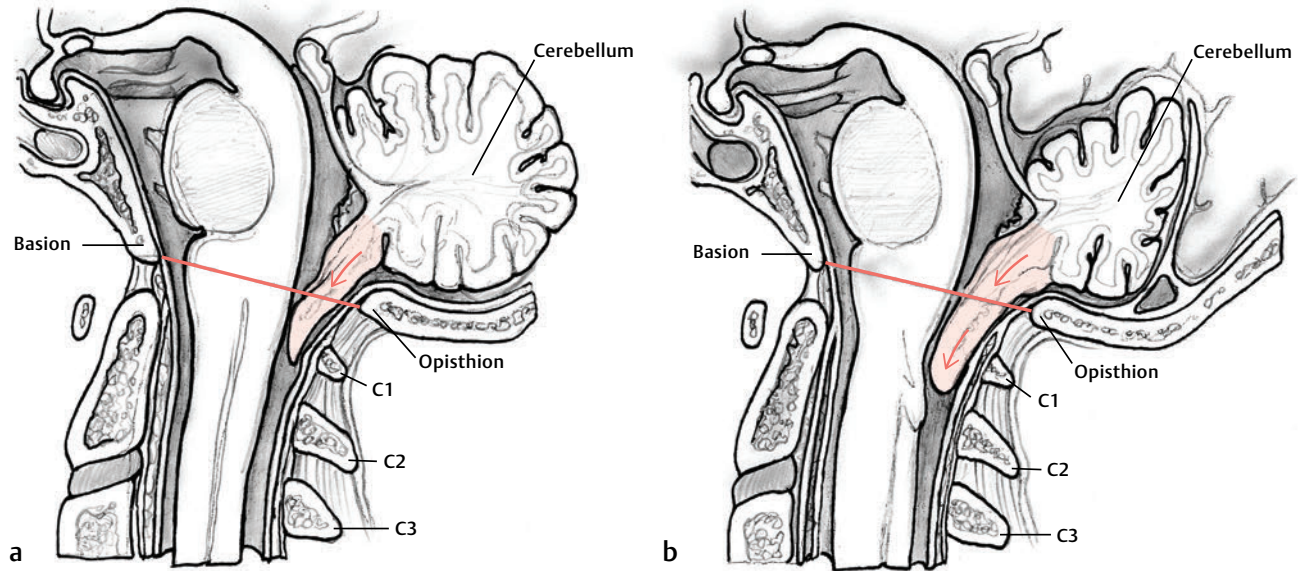 Cerebellum
Basion
Opisthion
C1
C2
C3
a
Cerebellum
Basion
Opisthion
C1
C2
C3
b